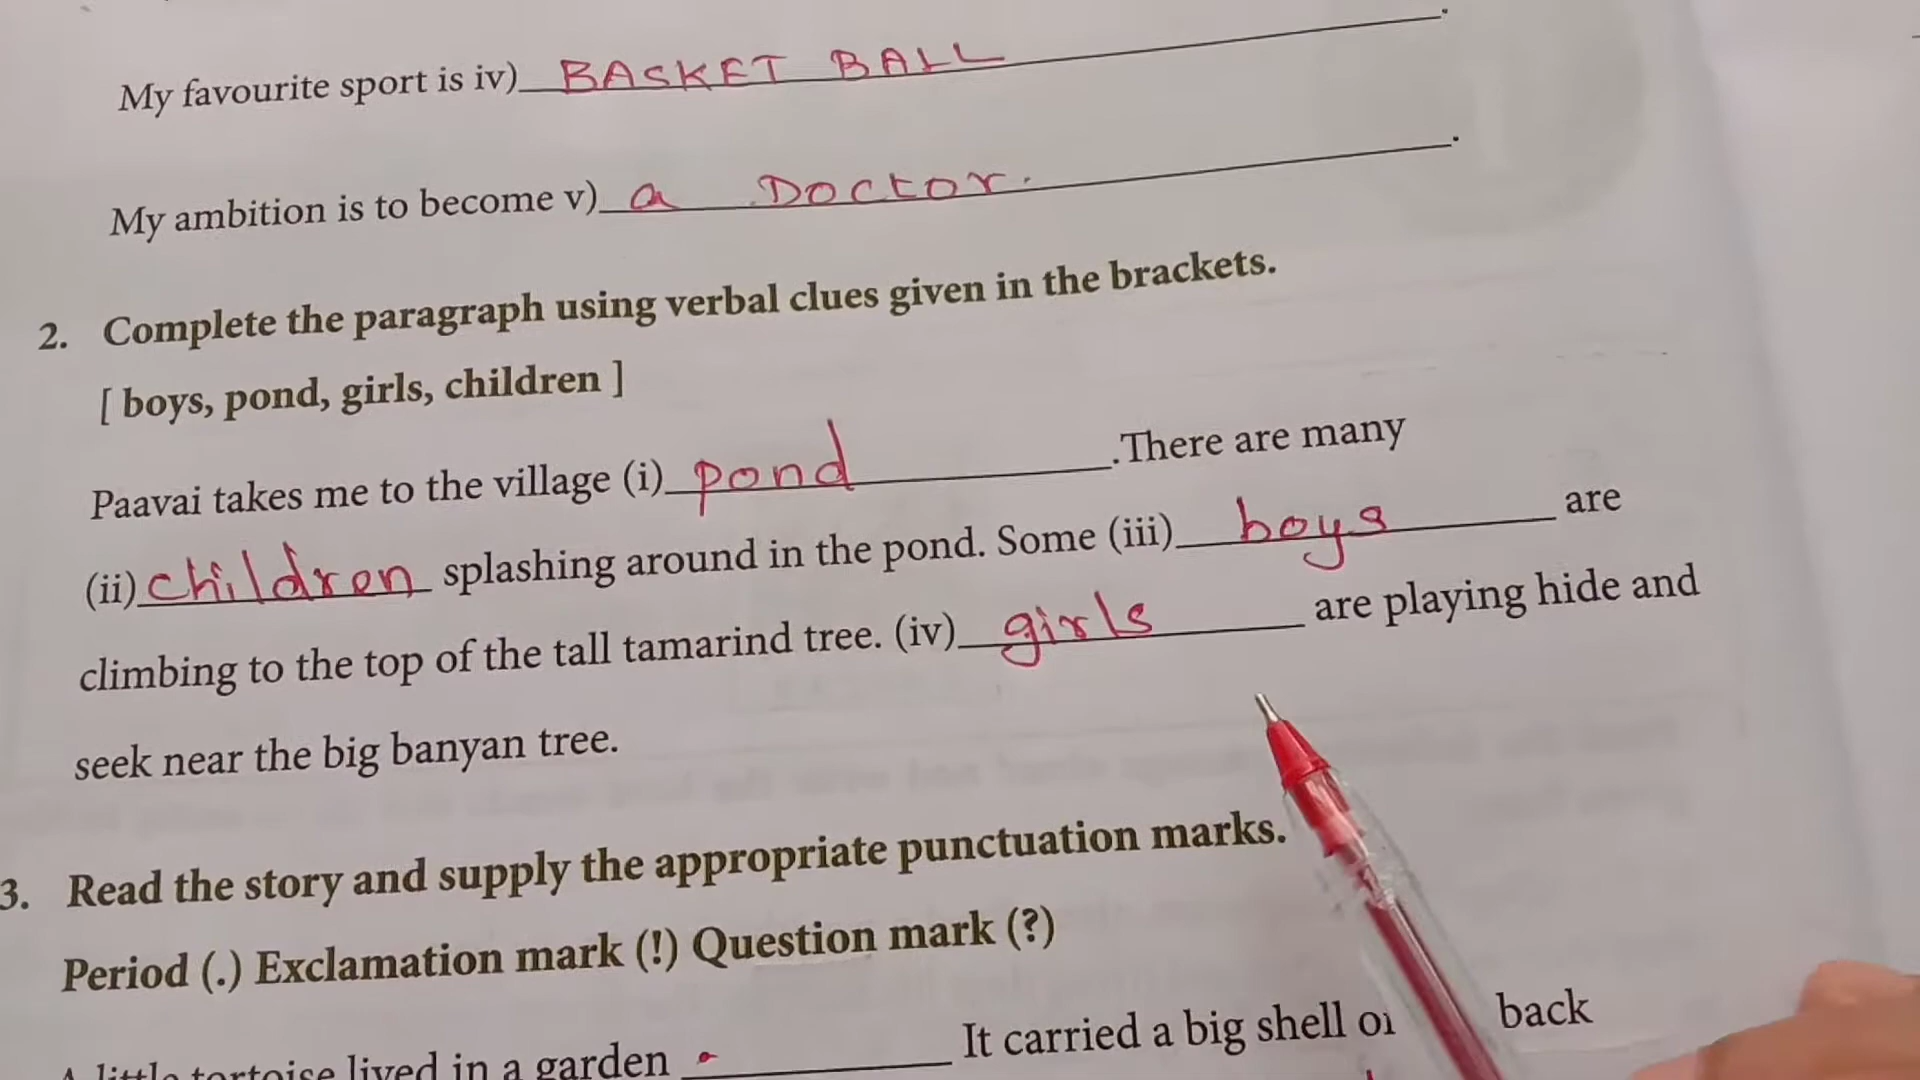 My favourite sport is iv) BASKET BALL .
My ambition is to become v) a Doctor. .
2. Complete the paragraph using verbal clues given in the brackets.
[ boys, pond, girls, children ]
Paavai takes me to the village (i) pond .There are many
(ii) children splashing around in the pond. Some (iii) boys are
climbing to the top of the tall tamarind tree. (iv) girls are playing hide and
seek near the big banyan tree.
3. Read the story and supply the appropriate punctuation marks.
Period (.) Exclamation mark (!) Question mark (?)
A little tortoise lived in a garden . It carried a big shell back